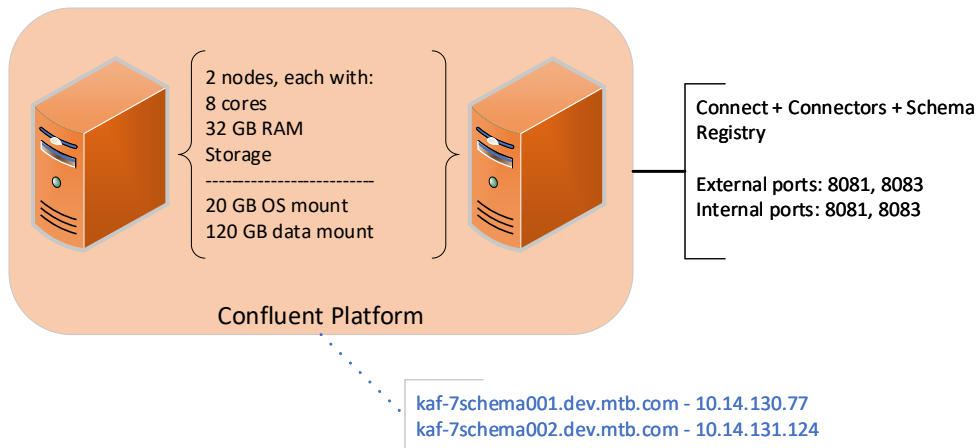 2 nodes, each with:
8 cores
32 GB RAM
Storage
--------------------------
20 GB OS mount
120 GB data mount
Connect + Connectors + Schema
Registry
External ports: 8081, 8083
Internal ports: 8081, 8083
Confluent Platform
kaf-7schema001.dev.mtb.com - 10.14.130.77
kaf-7schema002.dev.mtb.com - 10.14.131.124